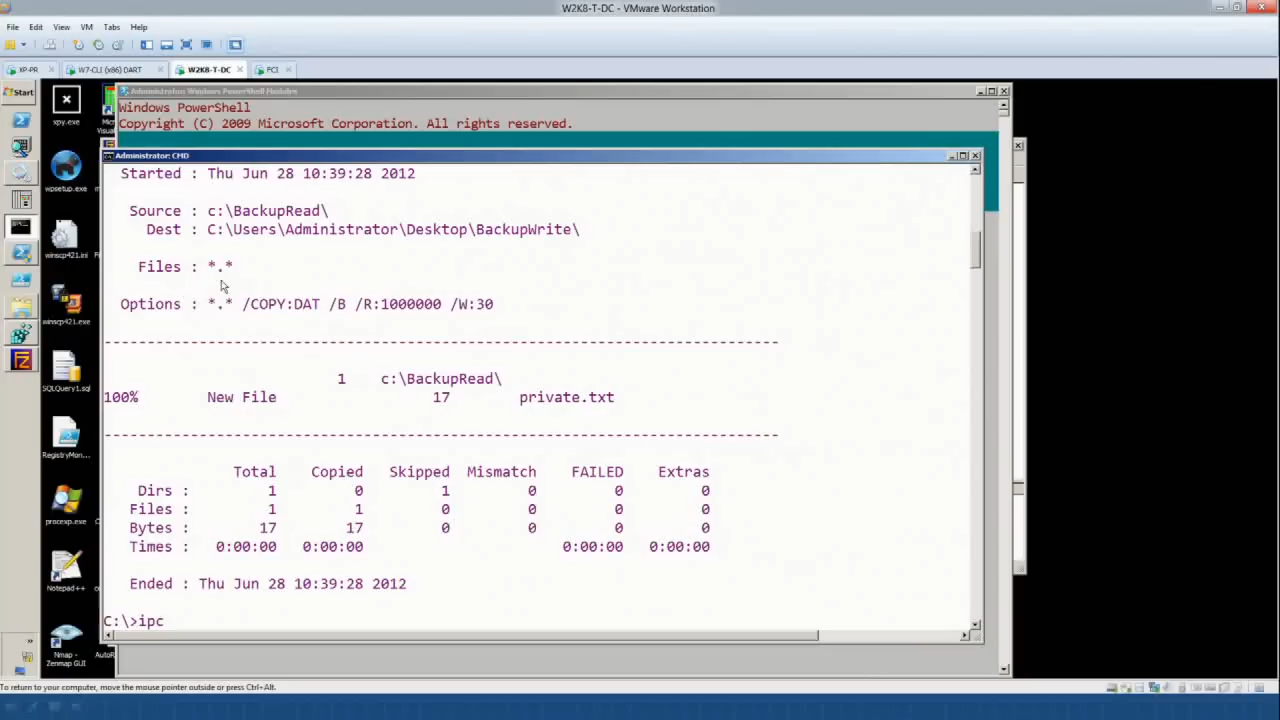 W2K8-T-DC - VMware Workstation
File Edit View VM Tabs Help
XP-PR W7-CLI (x86) DART W2K8-T-DC FCI
Start
Administrator: Windows PowerShell Modules
Windows PowerShell
Copyright (C) 2009 Microsoft Corporation. All rights reserved.
xpy.exe
wpsetup.exe
winscp421.ini
winscp421.exe
SQLQuery1.sql
RegistryMon...
procexp.exe
Notepad++
Nmap -
Zenmap GUI
Administrator: CMD
Started : Thu Jun 28 10:39:28 2012
Source : c:\BackupRead\
Dest : C:\Users\Administrator\Desktop\BackupWrite\
Files : *.*
Options : *.* /COPY:DAT /B /R:1000000 /W:30
------------------------------------------------------------------------------
1 c:\BackupRead\
100% New File 17 private.txt
------------------------------------------------------------------------------
Total Copied Skipped Mismatch FAILED Extras
Dirs : 1 0 1 0 0 0
Files : 1 1 0 0 0 0
Bytes : 17 17 0 0 0 0
Times : 0:00:00 0:00:00 0:00:00 0:00:00
Ended : Thu Jun 28 10:39:28 2012
C:\>ipc
To return to your computer, move the mouse pointer outside or press Ctrl+Alt.